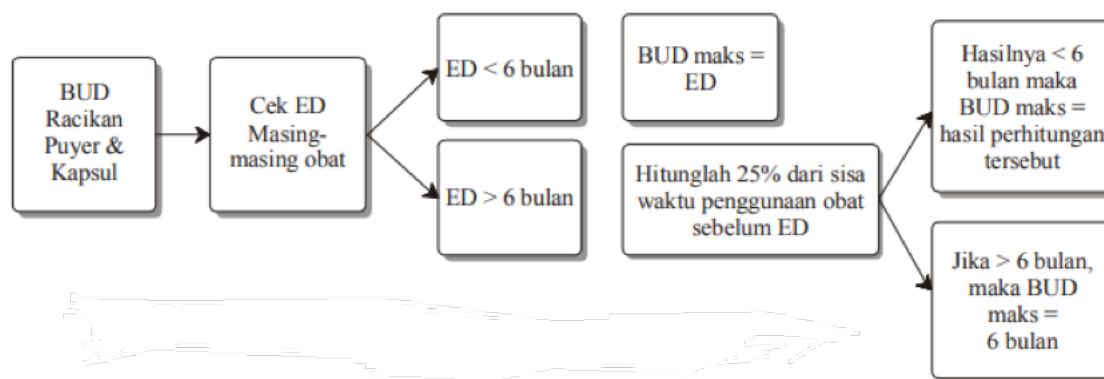 BUD
Racikan
Puyer &
Kapsul
Cek ED
Masing-
masing obat
ED < 6 bulan
ED > 6 bulan
BUD maks =
ED
Hitunglah 25% dari sisa
waktu penggunaan obat
sebelum ED
Hasilnya < 6
bulan maka
BUD maks =
hasil perhitungan
tersebut
Jika > 6 bulan,
maka BUD
maks =
6 bulan